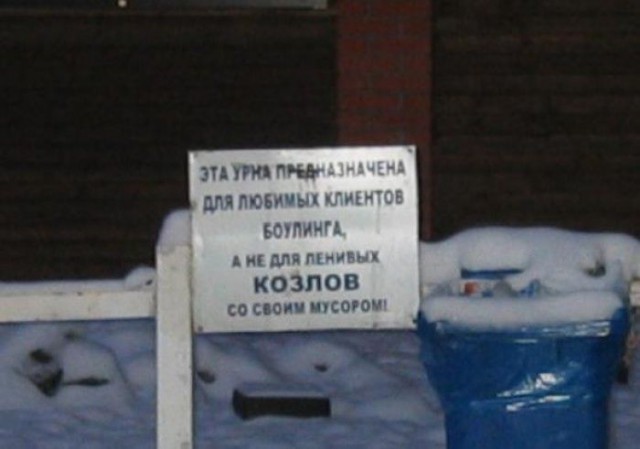 ЭТА УРНА ПРЕДНАЗНАЧЕНА
ДЛЯ ЛЮБИМЫХ КЛИЕНТОВ
БОУЛИНГА,
А НЕ ДЛЯ ЛЕНИВЫХ
КОЗЛОВ
СО СВОИМ МУСОРОМ!